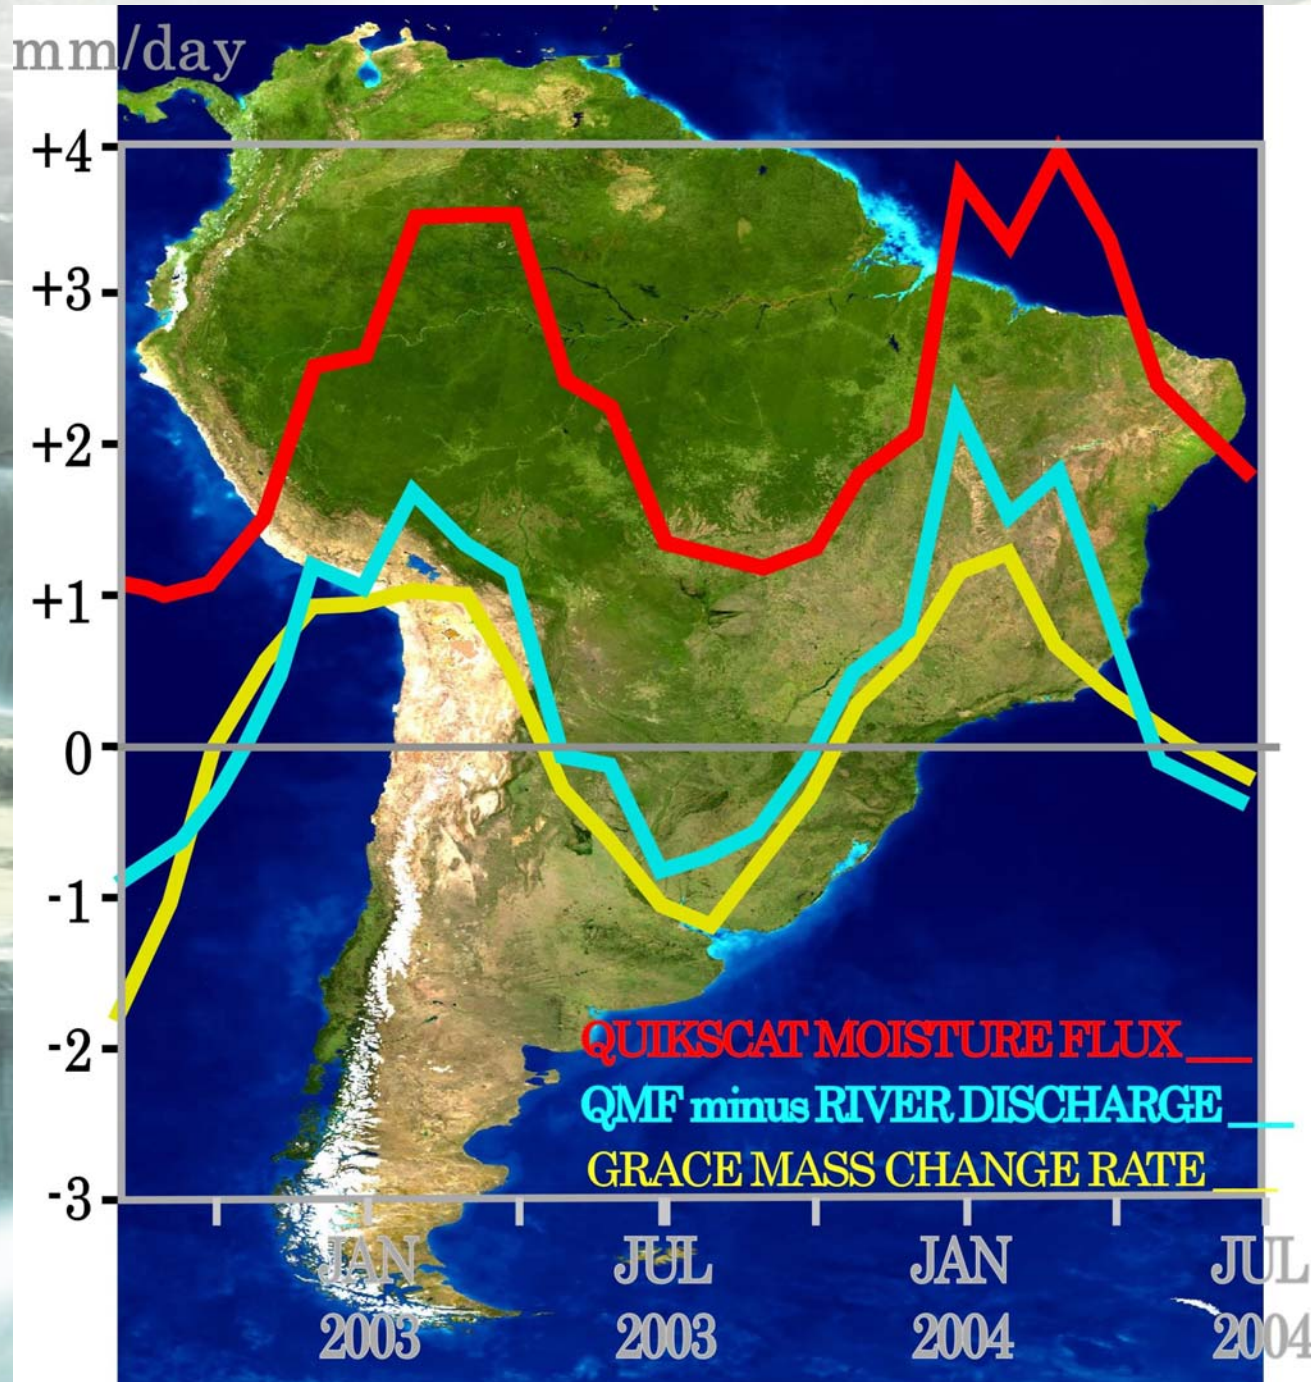 mm/day
+4
+3
+2
+1
0
-1
-2
-3
QUIKSCAT MOISTURE FLUX
QMF minus RIVER DISCHARGE
GRACE MASS CHANGE RATE
JAN JUL JAN JUL
2003 2003 2004 2004